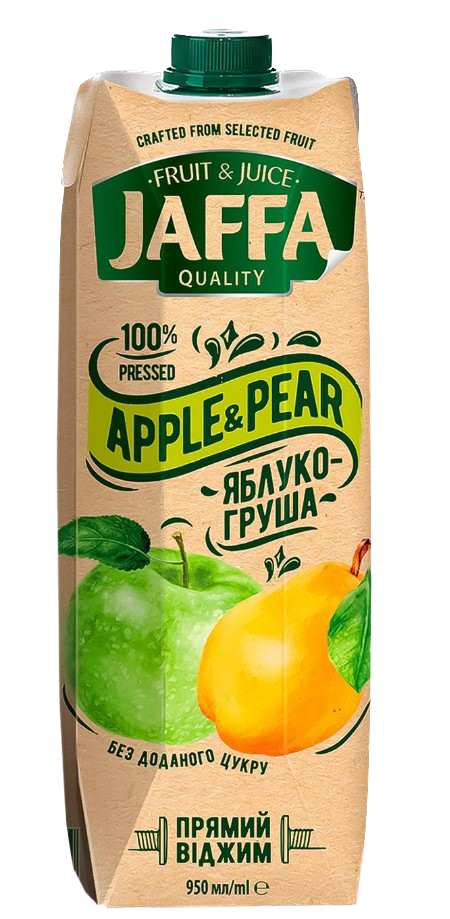 CRAFTED FROM SELECTED FRUIT
·FRUIT & JUICE·
JAFFA
QUALITY
100%
PRESSED
APPLE&PEAR
ЯБЛУКО-
ГРУША
БЕЗ ДОДАНОГО ЦУКРУ
ПРЯМИЙ
ВІДЖИМ
950 мл/ml ℮